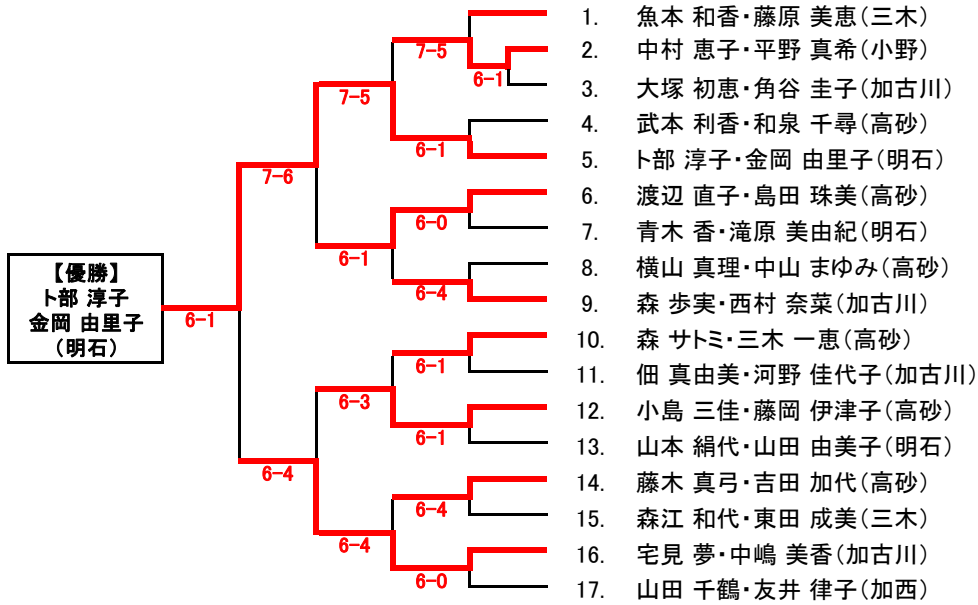 1. 魚本 和香・藤原 美恵(三木)
2. 中村 恵子・平野 真希(小野)
3. 大塚 初恵・角谷 圭子(加古川)
4. 武本 利香・和泉 千尋(高砂)
5. ト部 淳子・金岡 由里子(明石)
6. 渡辺 直子・島田 珠美(高砂)
7. 青木 香・滝原 美由紀(明石)
8. 横山 真理・中山 まゆみ(高砂)
9. 森 歩実・西村 奈菜(加古川)
10. 森 サトミ・三木 一恵(高砂)
11. 佃 真由美・河野 佳代子(加古川)
12. 小島 三佳・藤岡 伊津子(高砂)
13. 山本 絹代・山田 由美子(明石)
14. 藤木 真弓・吉田 加代(高砂)
15. 森江 和代・東田 成美(三木)
16. 宅見 夢・中嶋 美香(加古川)
17. 山田 千鶴・友井 律子(加西)
7-5
6-1
7-5
6-1
7-6
6-0
6-1
6-4
【優勝】
ト部 淳子
金岡 由里子
(明石)
6-1
6-1
6-3
6-1
6-4
6-4
6-4
6-0